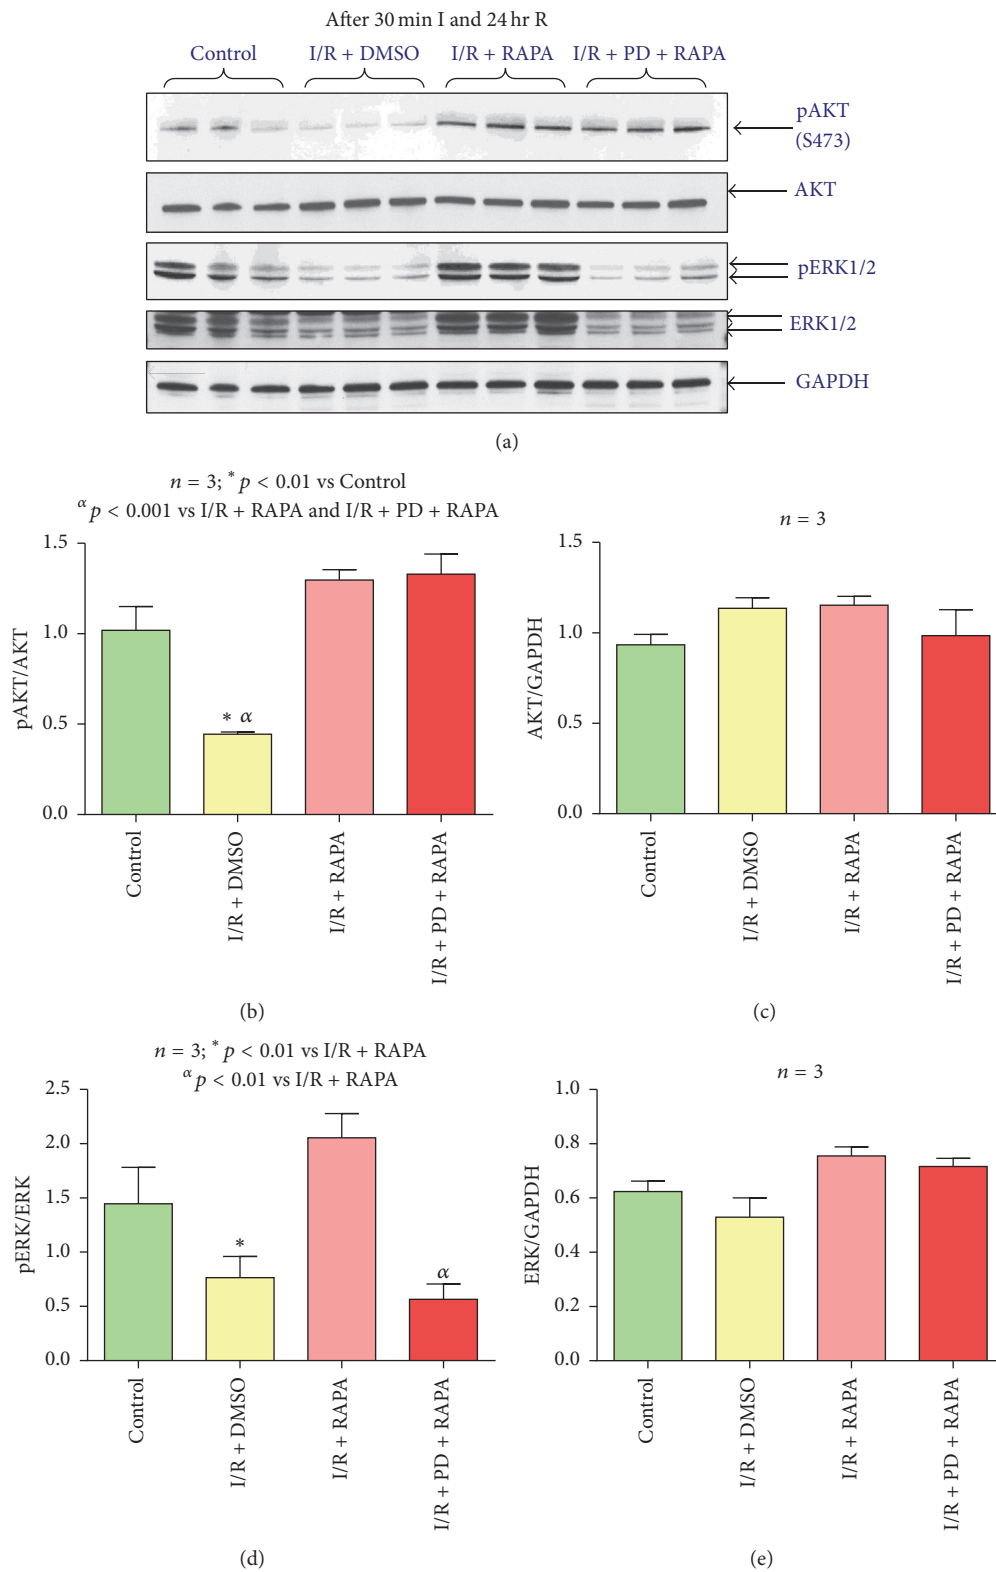 After 30 min I and 24 hr R
Control I/R + DMSO I/R + RAPA I/R + PD + RAPA
pAKT
(S473)
AKT
pERK1/2
ERK1/2
GAPDH
(a)
n = 3; * p < 0.01 vs Control
α p < 0.001 vs I/R + RAPA and I/R + PD + RAPA
1.5
1.0
0.5
0.0
pAKT/AKT
* α
Control
I/R + DMSO
I/R + RAPA
I/R + PD + RAPA
(b)
n = 3
1.5
1.0
0.5
0.0
AKT/GAPDH
Control
I/R + DMSO
I/R + RAPA
I/R + PD + RAPA
(c)
n = 3; * p < 0.01 vs I/R + RAPA
α p < 0.01 vs I/R + RAPA
2.5
2.0
1.5
1.0
0.5
0.0
pERK/ERK
*
α
Control
I/R + DMSO
I/R + RAPA
I/R + PD + RAPA
(d)
n = 3
1.0
0.8
0.6
0.4
0.2
0.0
ERK/GAPDH
Control
I/R + DMSO
I/R + RAPA
I/R + PD + RAPA
(e)